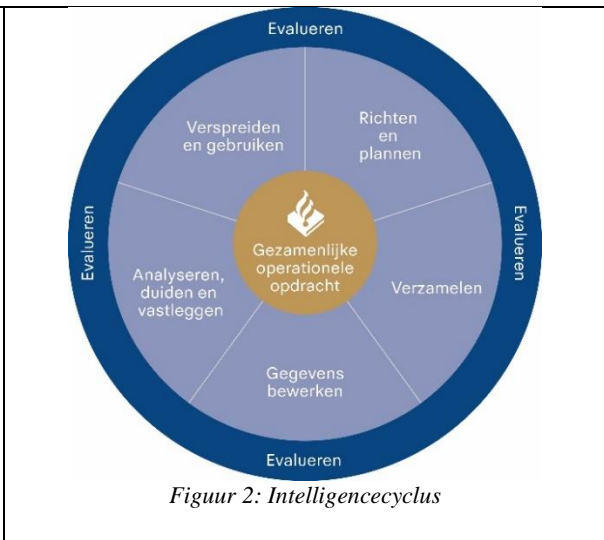 Evalueren
Richten
en
plannen
Verzamelen
Gegevens
bewerken
Analyseren,
duiden en
vastleggen
Verspreiden
en gebruiken
Gezamenlijke
operationele
opdracht
Evalueren
Evalueren
Evalueren
Figuur 2: Intelligencecyclus